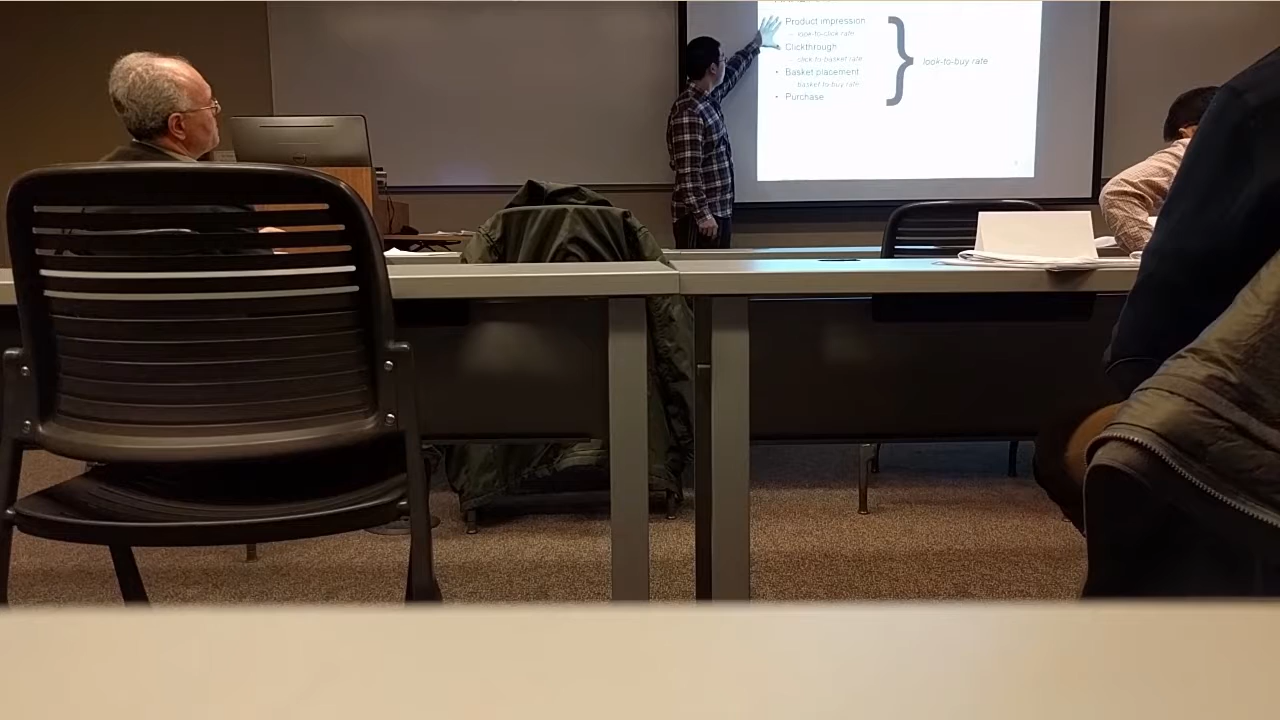 • Product impression
– look-to-click rate
• Clickthrough
– click-to-basket rate
• Basket placement
– basket-to-buy rate
• Purchase
} look-to-buy rate